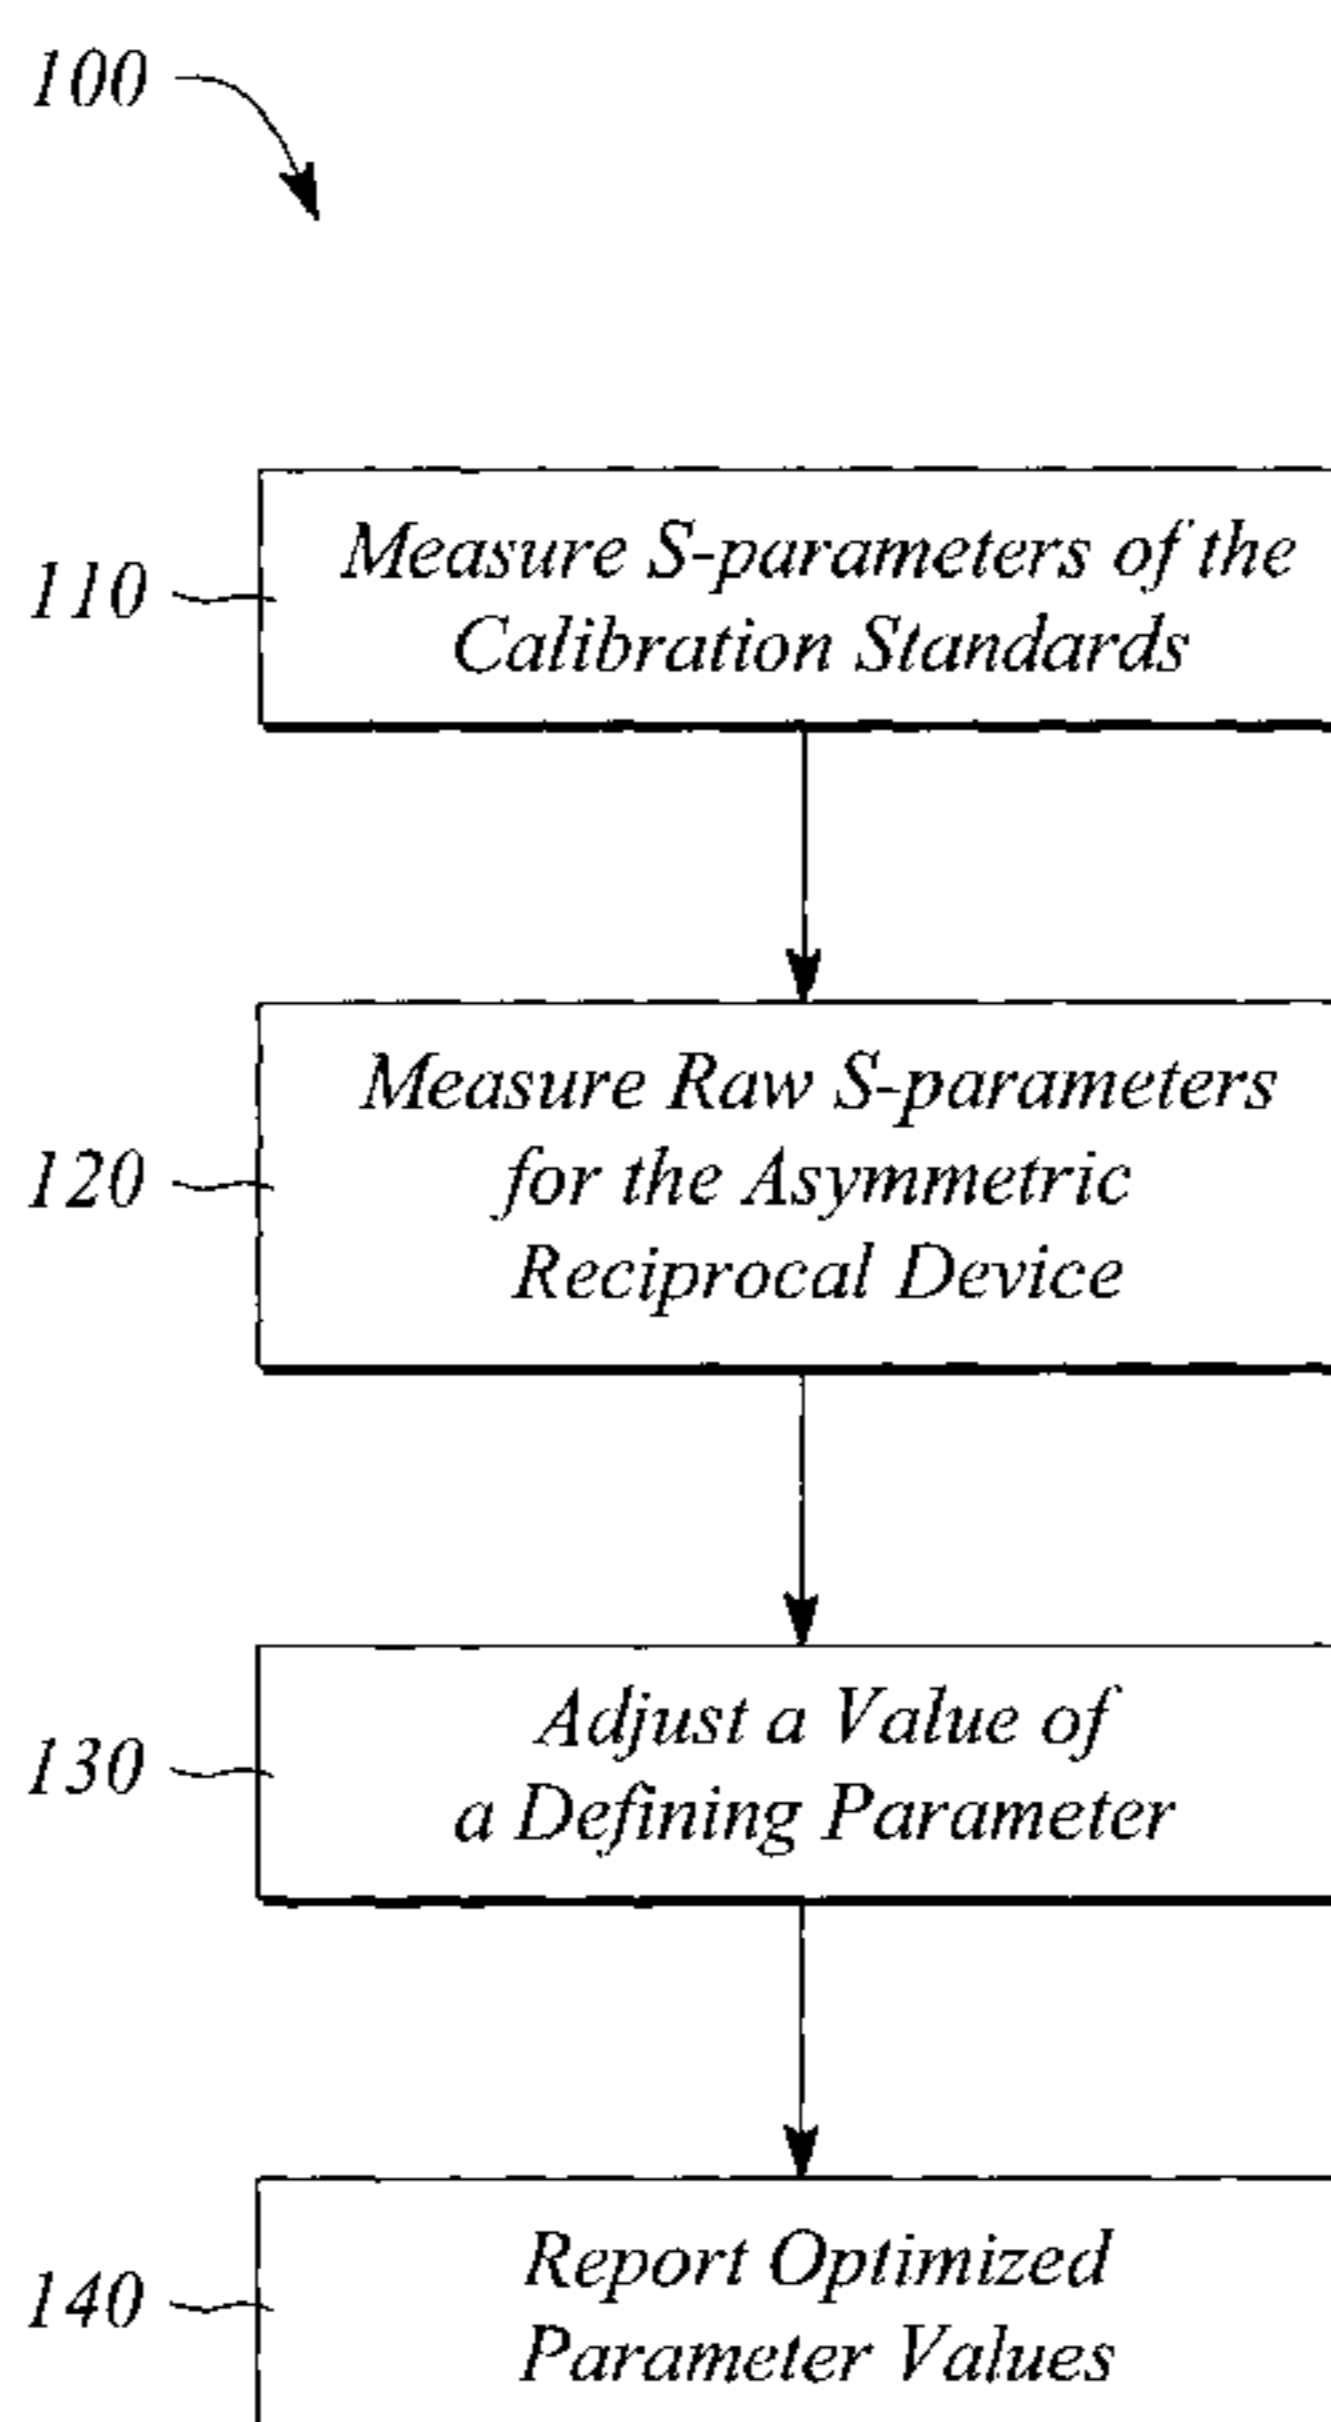 100
110
Measure S-parameters of the
Calibration Standards
120
Measure Raw S-parameters
for the Asymmetric
Reciprocal Device
130
Adjust a Value of
a Defining Parameter
140
Report Optimized
Parameter Values